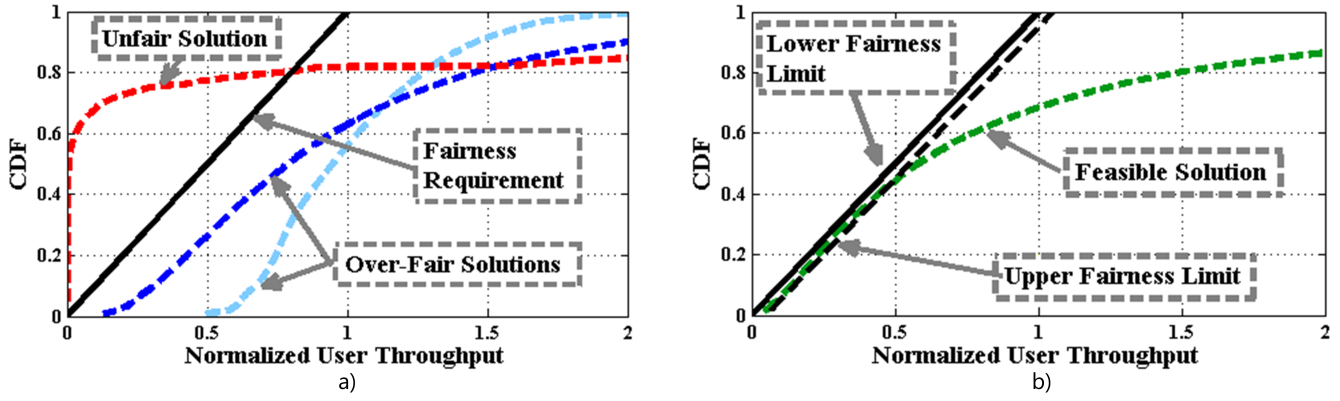 1
0.8
0.6
0.4
0.2
0
CDF
Unfair Solution
Fairness
Requirement
Over-Fair Solutions
0
0.5
1
1.5
2
Normalized User Throughput
a)
1
0.8
0.6
0.4
0.2
0
CDF
Lower Fairness
Limit
Feasible Solution
Upper Fairness Limit
0
0.5
1
1.5
2
Normalized User Throughput
b)